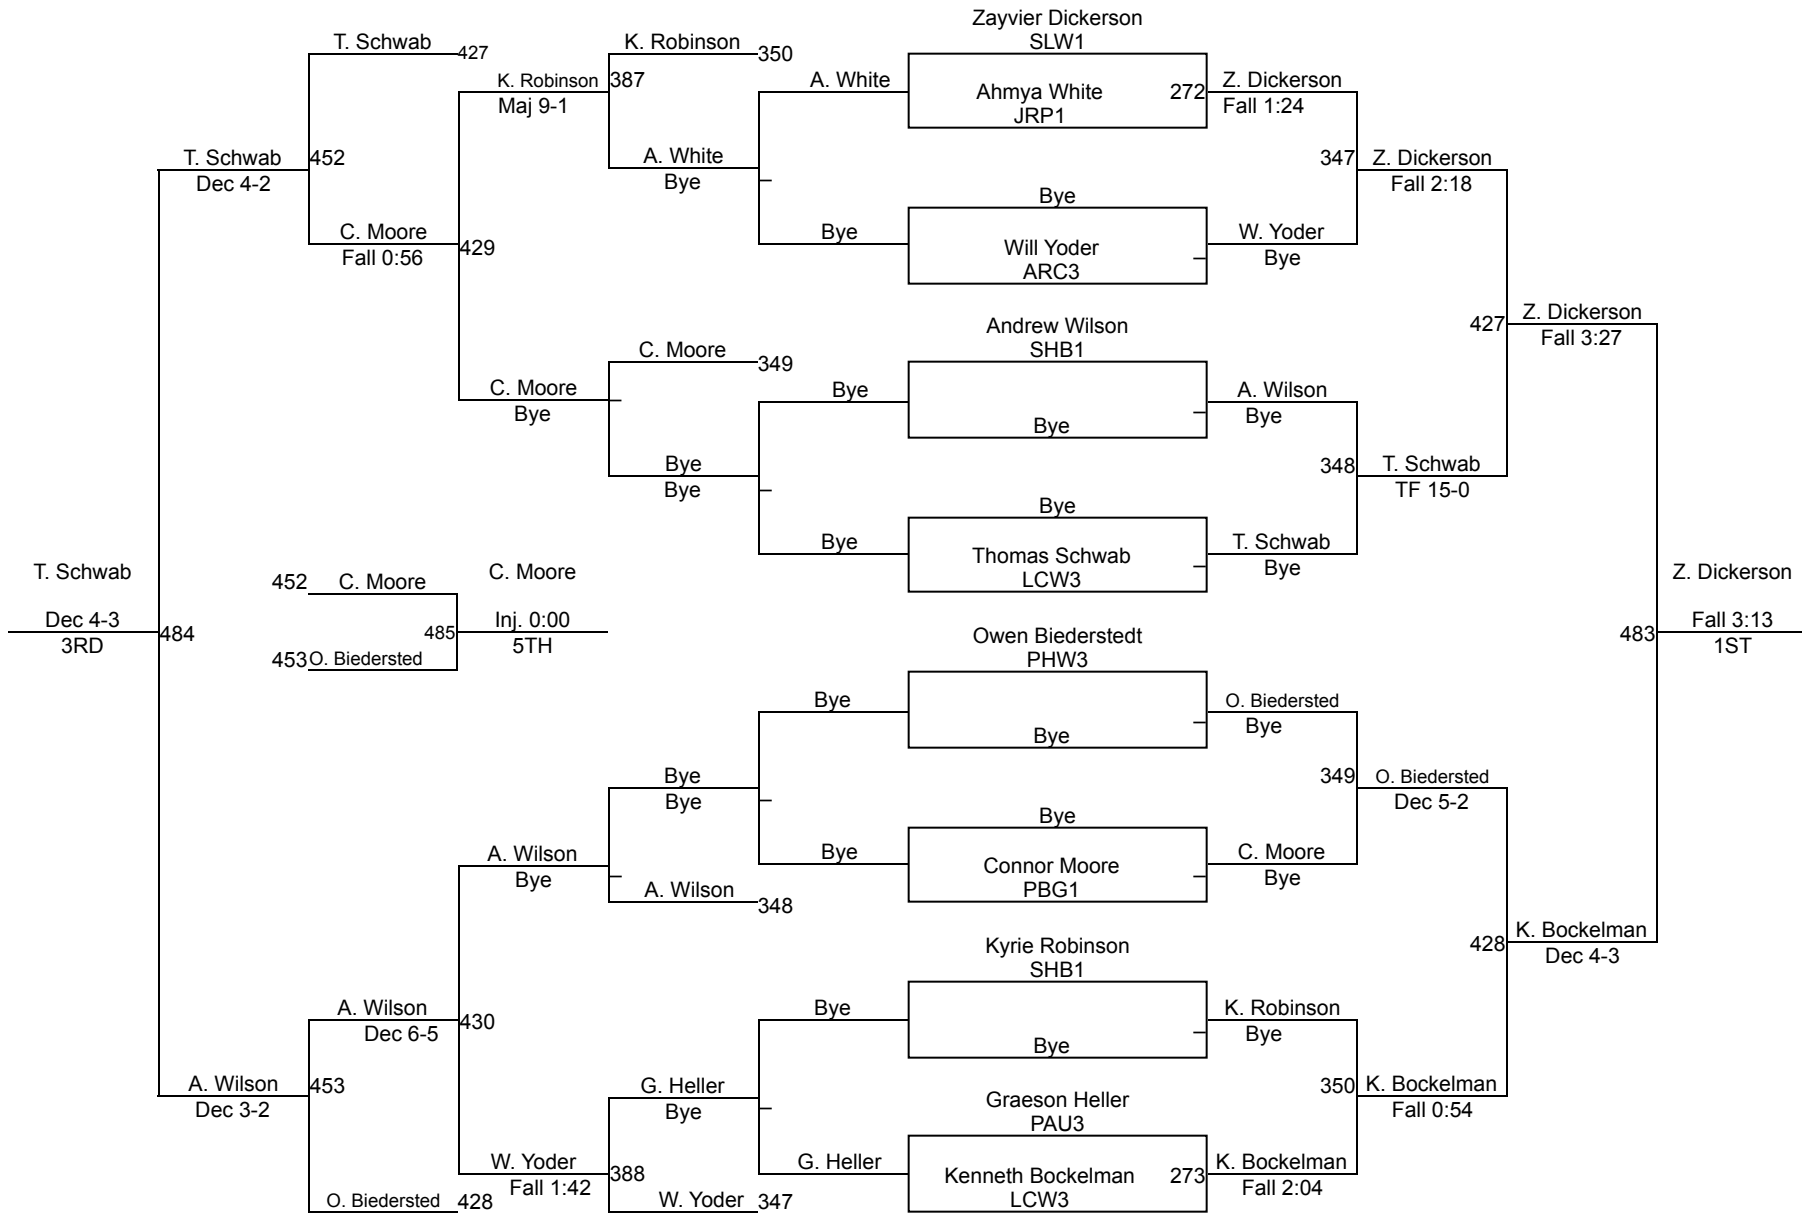 Zayvier Dickerson
SLW1
T. Schwab 427
K. Robinson 350
K. Robinson 387
Maj 9-1
A. White
Ahmya White 272
JRP1
Z. Dickerson
Fall 1:24
T. Schwab 452
Dec 4-2
A. White
Bye
347 Z. Dickerson
Fall 2:18
Bye
C. Moore
Fall 0:56
429
Bye
Will Yoder
ARC3
W. Yoder
Bye
Andrew Wilson
SHB1
427 Z. Dickerson
Fall 3:27
C. Moore 349
C. Moore
Bye
Bye
Bye
A. Wilson
Bye
Bye
Bye
348 T. Schwab
TF 15-0
Bye
Bye
Thomas Schwab
LCW3
T. Schwab
Bye
T. Schwab
Dec 4-3
3RD
484
452 C. Moore
453 O. Biedersted
485
C. Moore
Inj. 0:00
5TH
Z. Dickerson
483 Fall 3:13
1ST
Owen Biederstedt
PHW3
Bye
Bye
O. Biedersted
Bye
Bye
Bye
349 O. Biedersted
Dec 5-2
Bye
A. Wilson
Bye
Bye
Connor Moore
PBG1
C. Moore
Bye
A. Wilson 348
Kyrie Robinson
SHB1
428 K. Bockelman
Dec 4-3
A. Wilson
Dec 6-5
430
Bye
Bye
K. Robinson
Bye
A. Wilson 453
Dec 3-2
G. Heller
Bye
Graeson Heller
PAU3
350 K. Bockelman
Fall 0:54
W. Yoder 388
Fall 1:42
G. Heller
Kenneth Bockelman 273
LCW3
K. Bockelman
Fall 2:04
O. Biedersted 428
W. Yoder 347